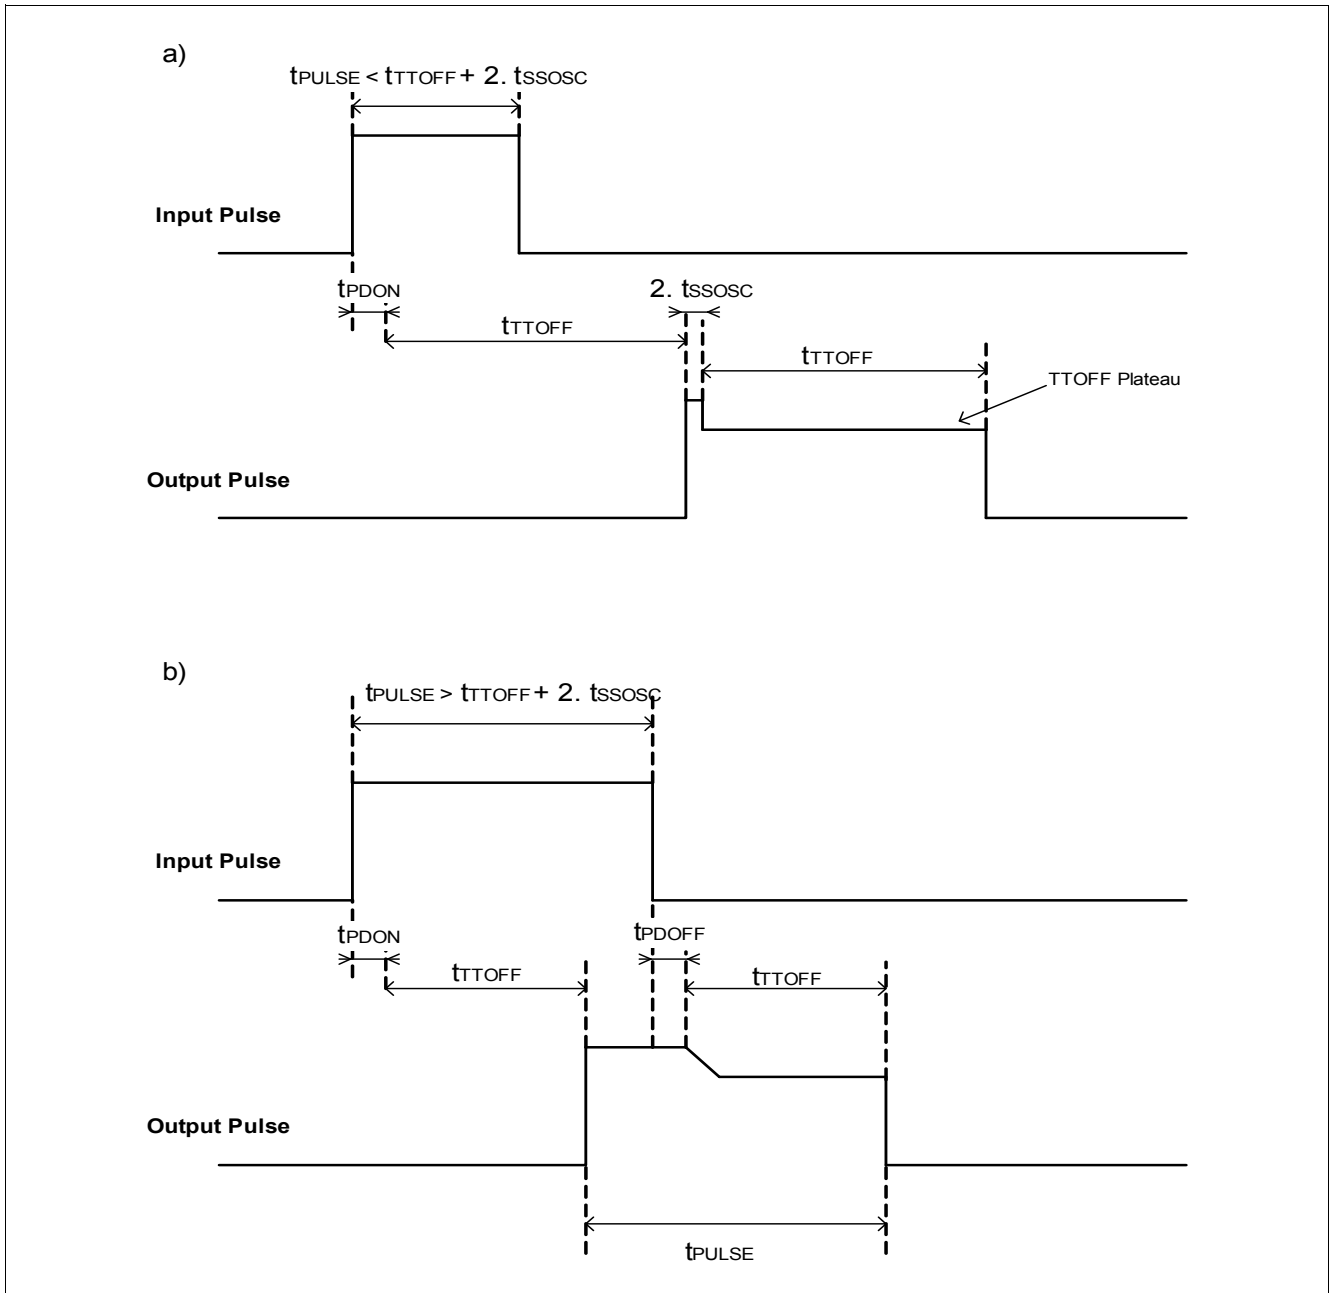 a)
tPULSE < tTTOFF + 2. tSSOSC
Input Pulse
tPDON
2. tSSOSC
tTTOFF
tTTOFF
TTOFF Plateau
Output Pulse
b)
tPULSE > tTTOFF + 2. tSSOSC
Input Pulse
tPDON
tPDOFF
tTTOFF
tTTOFF
Output Pulse
tPULSE